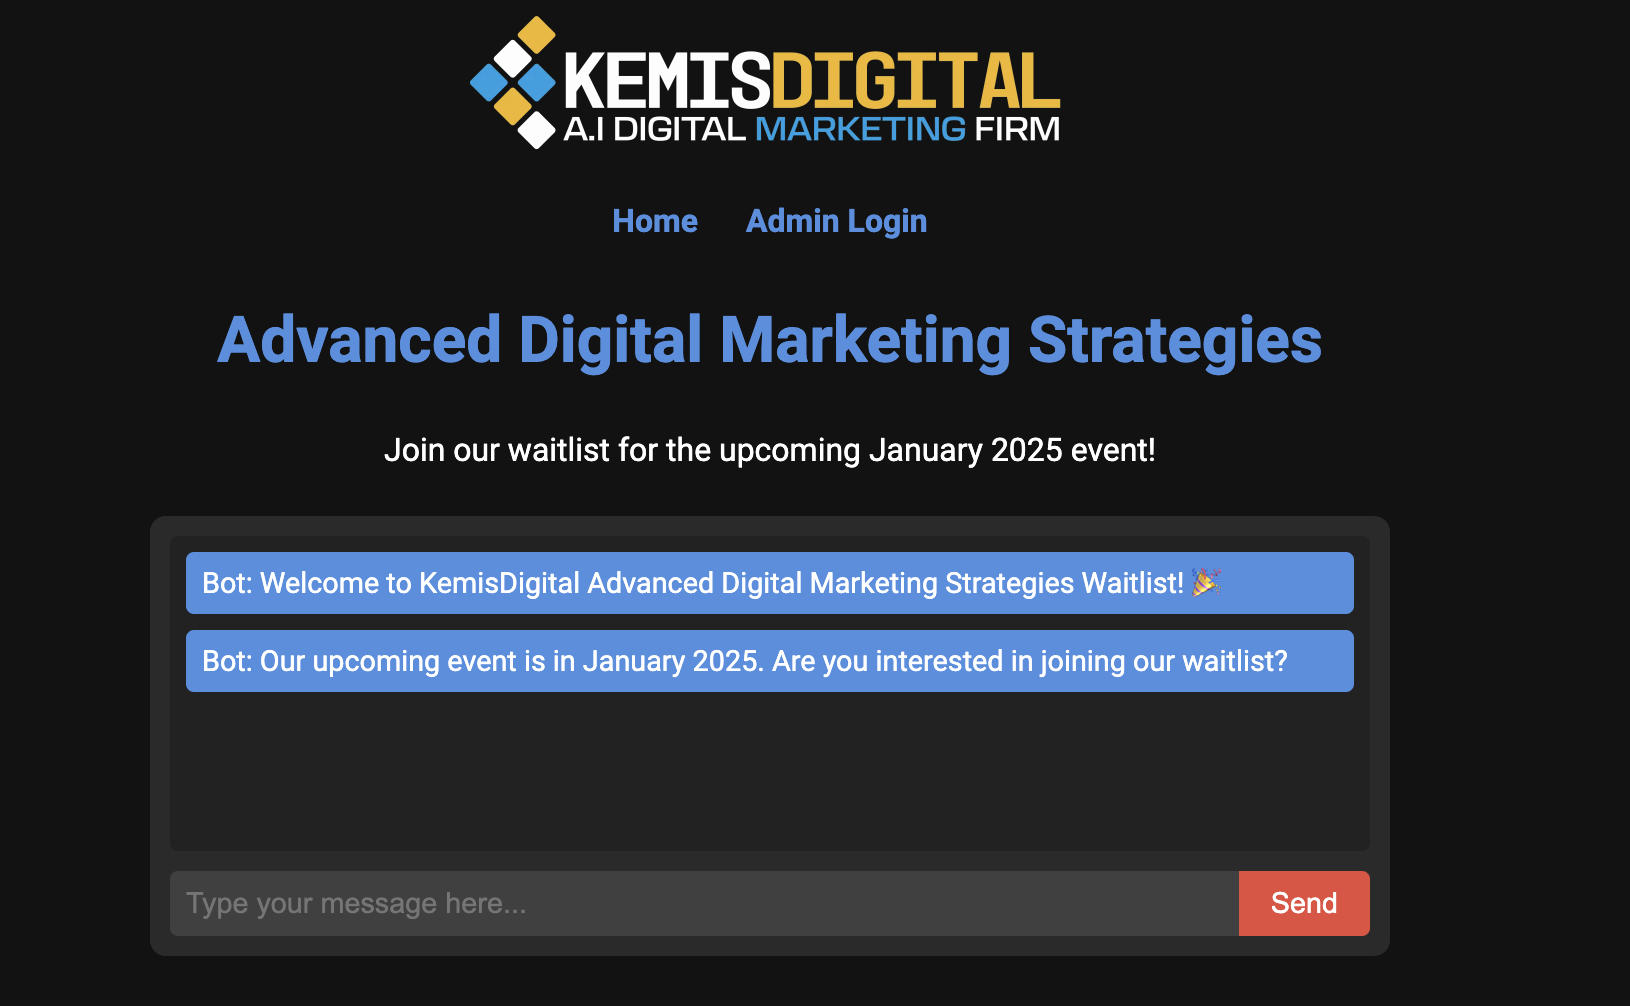 KEMISDIGITAL
A.I DIGITAL MARKETING FIRM
Home Admin Login
Advanced Digital Marketing Strategies
Join our waitlist for the upcoming January 2025 event!
Bot: Welcome to KemisDigital Advanced Digital Marketing Strategies Waitlist! 🎉
Bot: Our upcoming event is in January 2025. Are you interested in joining our waitlist?
Type your message here... Send